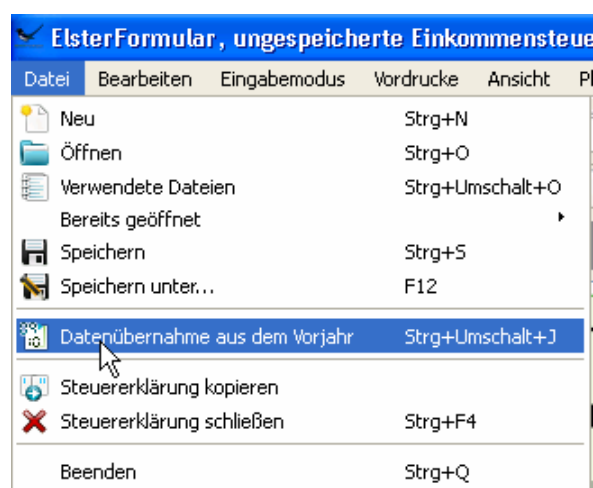 ElsterFormular, ungespeicherte Einkommensteue
Datei Bearbeiten Eingabemodus Vordrucke Ansicht
Neu Strg+N
Öffnen Strg+O
Verwendete Dateien Strg+Umschalt+O
Bereits geöffnet
Speichern Strg+S
Speichern unter... F12
Datenübernahme aus dem Vorjahr Strg+Umschalt+J
Steuererklärung kopieren
Steuererklärung schließen Strg+F4
Beenden Strg+Q